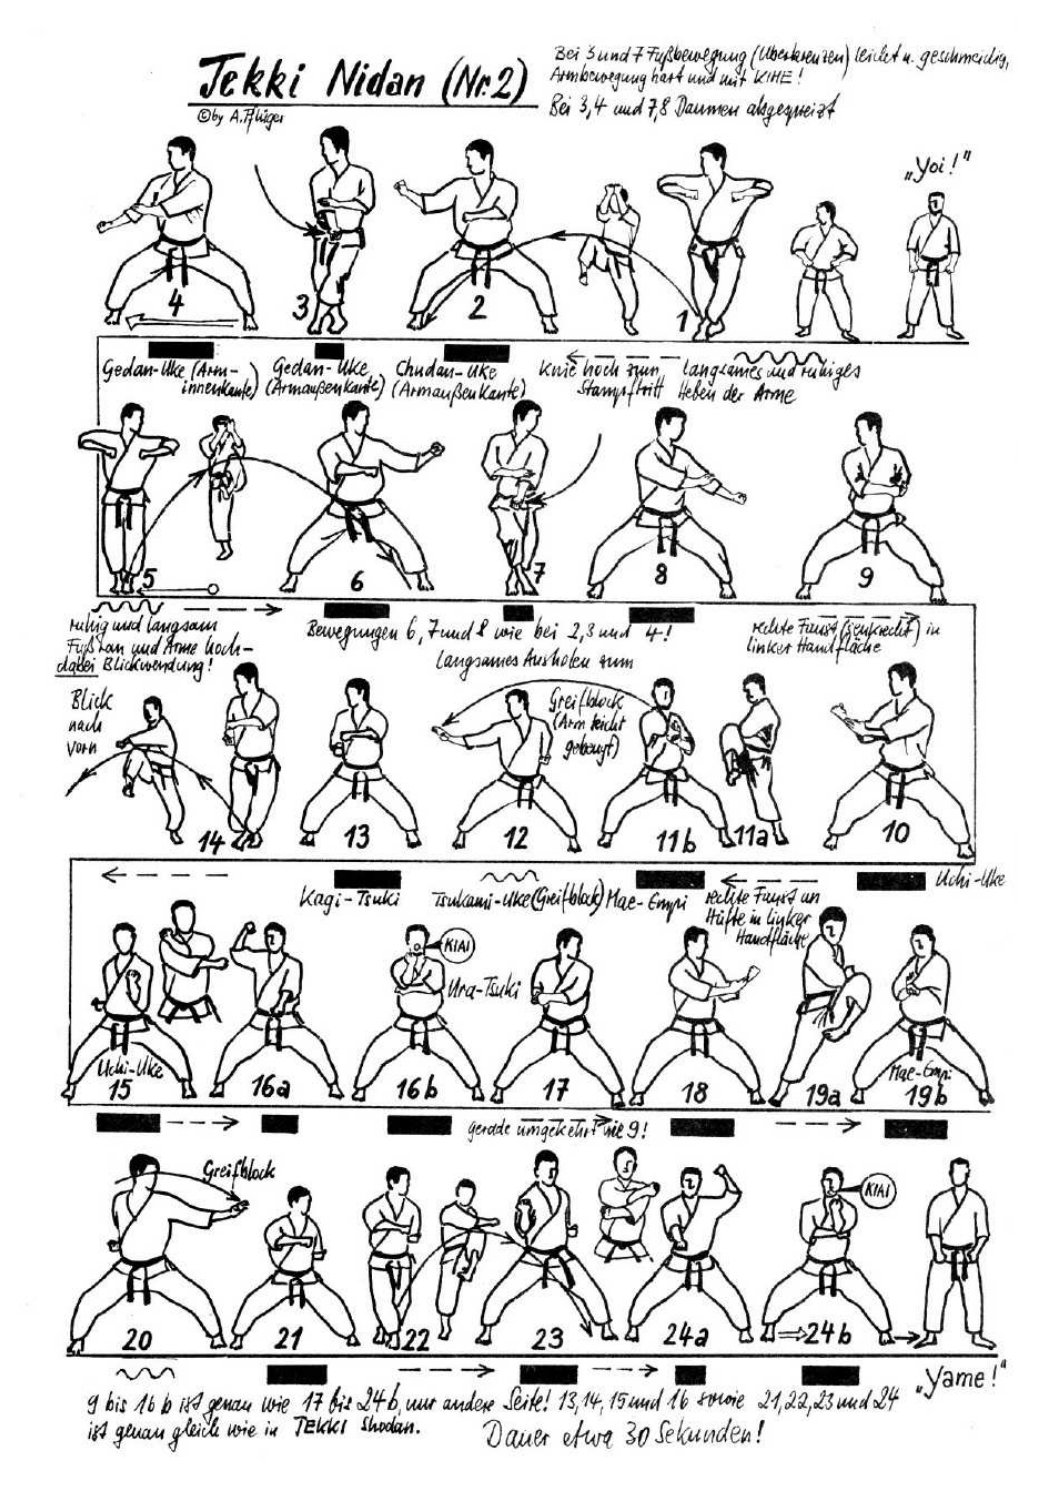 Tekki Nidan (Nr. 2)
© by A. Pflüger
Bei 3 und 7 Fußbewegung (Überkreuzen) leicht u. geschmeidig,
Armbewegung hart und mit KIME!
Bei 3, 4 und 7, 8 Daumen abgespreizt
„Yoi!"
4
3
2
1
Gedan-Uke (Arm-
innenkante)
Gedan-Uke
(Armaußenkante)
Chudan-Uke
(Armaußenkante)
Knie hoch zum
Stampftritt
langsames und ruhiges
Heben der Arme
5
6
7
8
9
ruhig und langsam
Fuß ran und Arme hoch-
dabei Blickwendung!
Bewegungen 6, 7 und 8 wie bei 2, 3 und 4!
rechte Faust (senkrecht) in
linker Handfläche
Langsames Ausholen zum
Greifblock
(Arm leicht
gebeugt)
Blick
nach
vorn
14
13
12
11b
11a
10
Kagi-Tsuki
Tsukami-Uke (Greifblock)
Mae-Empi
rechte Faust an
Hüfte in linker
Handfläche
Uchi-Uke
KIAI
Ura-Tsuki
Uchi-Uke
15
16a
16b
17
18
19a
Mae-Empi
19b
gerade umgekehrt wie 9!
Greifblock
KIAI
20
21
22
23
24a
24b
„Yame!"
9 bis 16 b ist genau wie 17 bis 24 b, nur andere Seite! 13, 14, 15 und 16 sowie 21, 22, 23 und 24
ist genau gleich wie in TEKKI Shodan.
Dauer etwa 30 Sekunden!